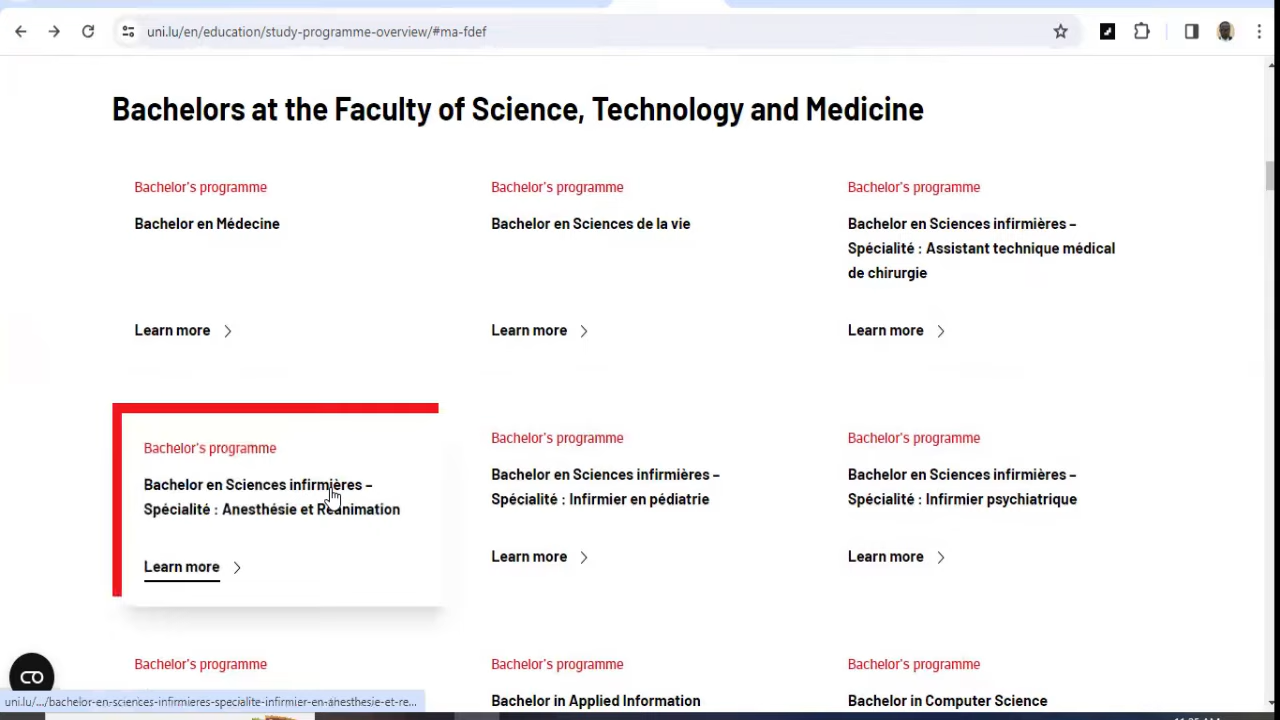 uni.lu/en/education/study-programme-overview/#ma-fdef
Bachelors at the Faculty of Science, Technology and Medicine
Bachelor's programme
Bachelor en Médecine
Learn more
Bachelor's programme
Bachelor en Sciences de la vie
Learn more
Bachelor's programme
Bachelor en Sciences infirmières –
Spécialité : Assistant technique médical
de chirurgie
Learn more
Bachelor's programme
Bachelor en Sciences infirmières –
Spécialité : Anesthésie et Réanimation
Learn more
Bachelor's programme
Bachelor en Sciences infirmières –
Spécialité : Infirmier en pédiatrie
Learn more
Bachelor's programme
Bachelor en Sciences infirmières –
Spécialité : Infirmier psychiatrique
Learn more
Bachelor's programme
Bachelor's programme
Bachelor in Applied Information
Bachelor's programme
Bachelor in Computer Science
uni.lu/.../bachelor-en-sciences-infirmieres-specialite-infirmier-en-anesthesie-et-re...